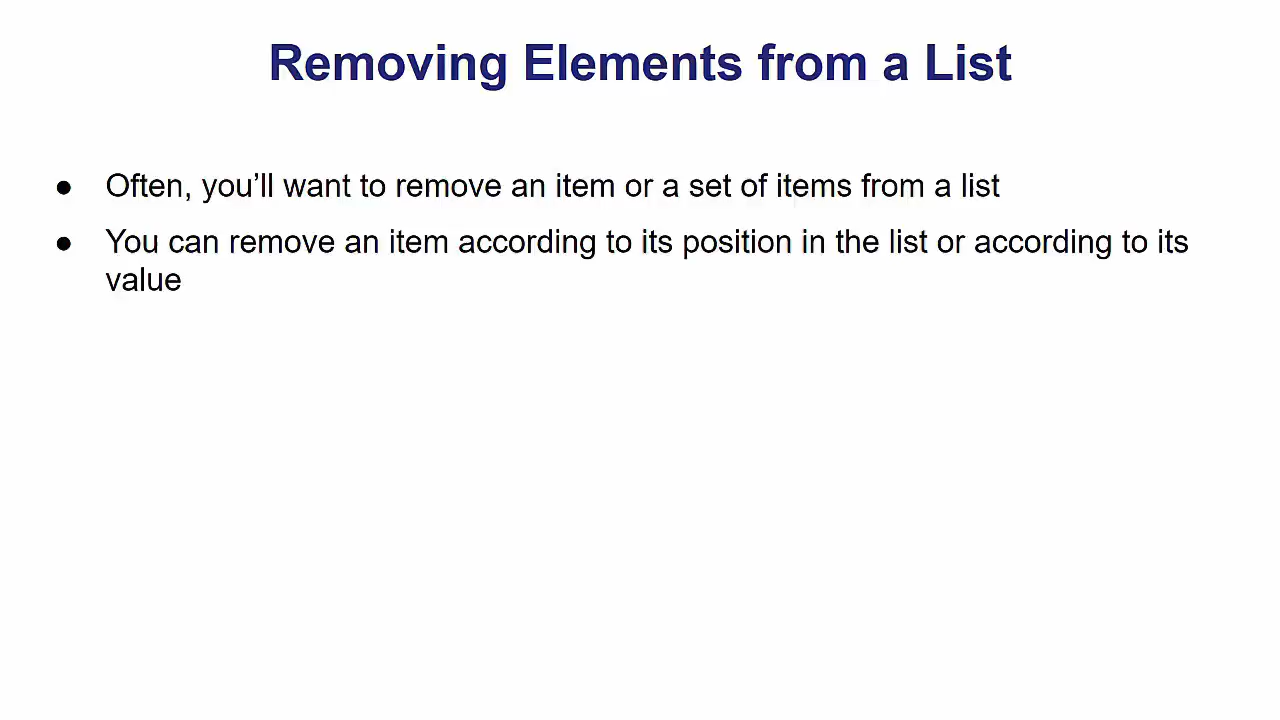 Removing Elements from a List
● Often, you’ll want to remove an item or a set of items from a list
● You can remove an item according to its position in the list or according to its
value